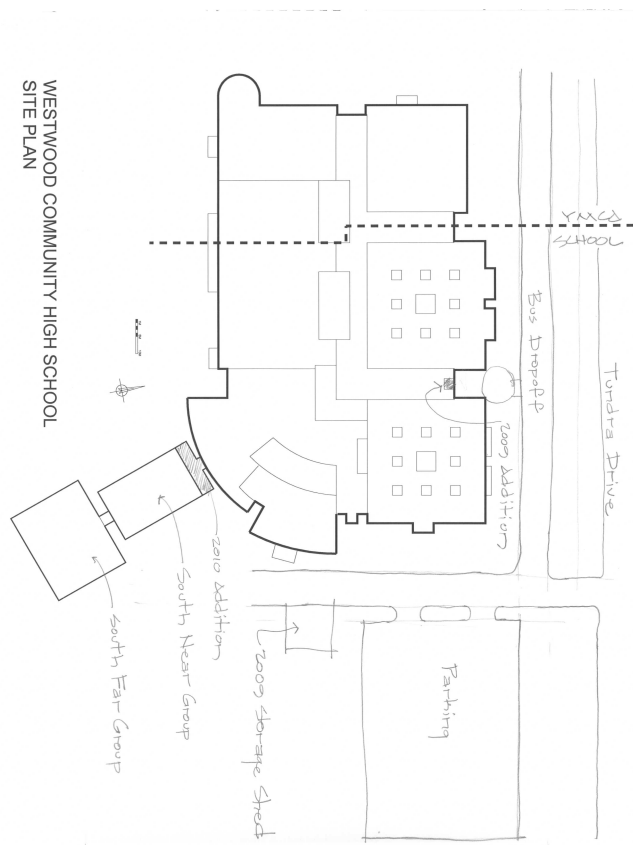 WESTWOOD COMMUNITY HIGH SCHOOL
SITE PLAN
YMCA
SCHOOL
Tundra Drive
Bus Dropoff
2009 Addition
2010 Addition
South Near Group
South Far Group
2009 Storage Shed
Parking